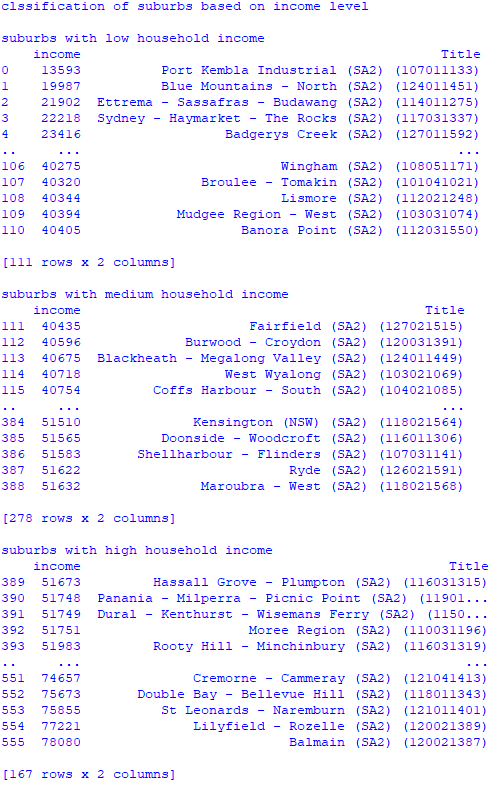 clssification of suburbs based on income level
suburbs with low household income
income Title
0 13593 Port Kembla Industrial (SA2) (107011133)
1 19987 Blue Mountains - North (SA2) (124011451)
2 21902 Ettrema - Sassafras - Budawang (SA2) (114011275)
3 22218 Sydney - Haymarket - The Rocks (SA2) (117031337)
4 23416 Badgerys Creek (SA2) (127011592)
.. ... ...
106 40275 Wingham (SA2) (108051171)
107 40320 Broulee - Tomakin (SA2) (101041021)
108 40344 Lismore (SA2) (112021248)
109 40394 Mudgee Region - West (SA2) (103031074)
110 40405 Banora Point (SA2) (112031550)
[111 rows x 2 columns]
suburbs with medium household income
income Title
111 40435 Fairfield (SA2) (127021515)
112 40596 Burwood - Croydon (SA2) (120031391)
113 40675 Blackheath - Megalong Valley (SA2) (124011449)
114 40718 West Wyalong (SA2) (103021069)
115 40754 Coffs Harbour - South (SA2) (104021085)
.. ... ...
384 51510 Kensington (NSW) (SA2) (118021564)
385 51565 Doonside - Woodcroft (SA2) (116011306)
386 51583 Shellharbour - Flinders (SA2) (107031141)
387 51622 Ryde (SA2) (126021591)
388 51632 Maroubra - West (SA2) (118021568)
[278 rows x 2 columns]
suburbs with high household income
income Title
389 51673 Hassall Grove - Plumpton (SA2) (116031315)
390 51748 Panania - Milperra - Picnic Point (SA2) (11901...
391 51749 Dural - Kenthurst - Wisemans Ferry (SA2) (1150...
392 51751 Moree Region (SA2) (110031196)
393 51983 Rooty Hill - Minchinbury (SA2) (116031319)
.. ... ...
551 74657 Cremorne - Cammeray (SA2) (121041413)
552 75673 Double Bay - Bellevue Hill (SA2) (118011343)
553 75855 St Leonards - Naremburn (SA2) (121011401)
554 77221 Lilyfield - Rozelle (SA2) (120021389)
555 78080 Balmain (SA2) (120021387)
[167 rows x 2 columns]